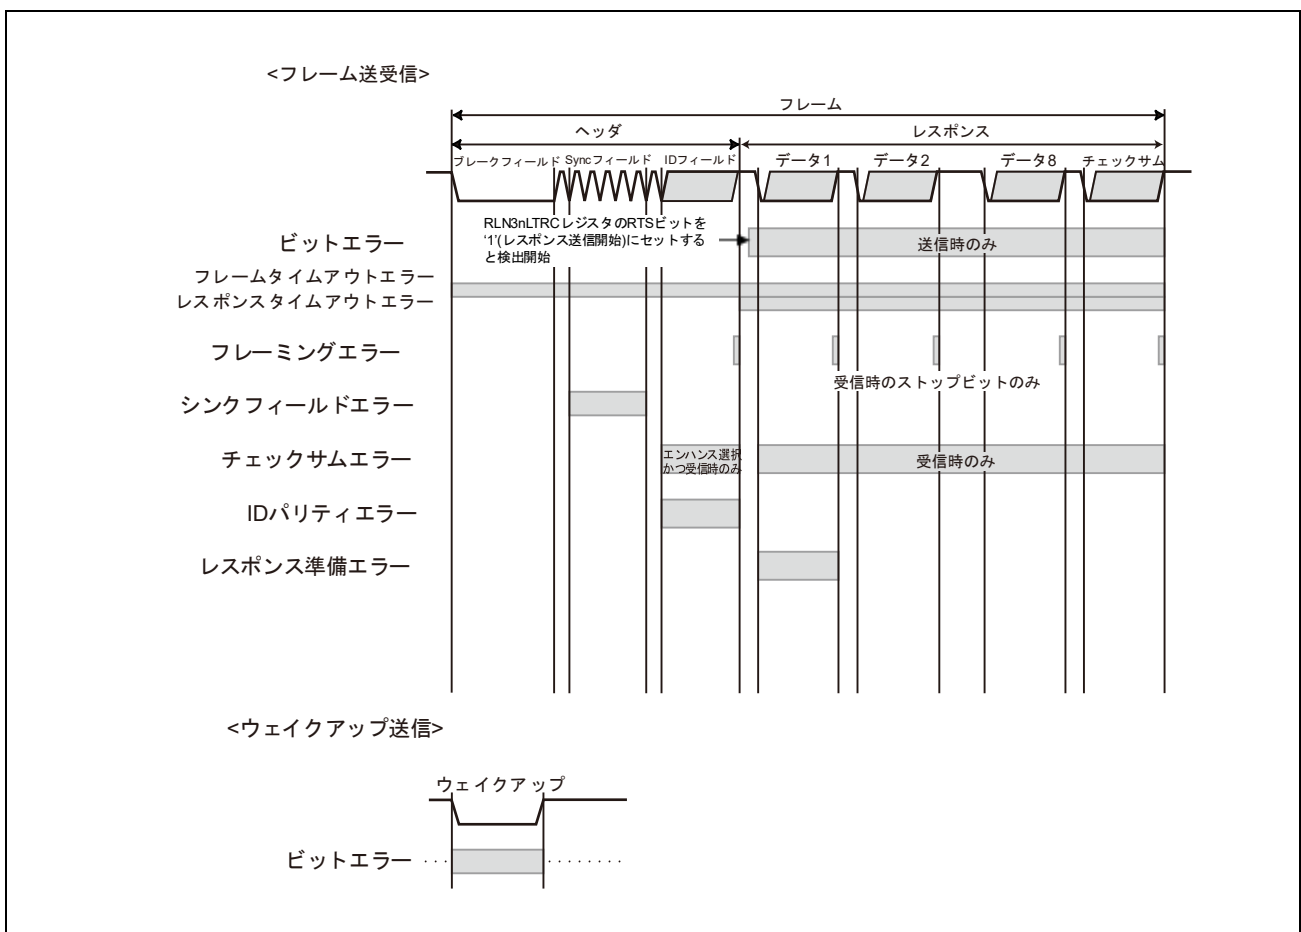 <フレーム送受信>
フレーム
ヘッダ
レスポンス
ブレークフィールド
Syncフィールド
IDフィールド
データ1
データ2
データ8
チェックサム
RLN3nLTRCレジスタのRTSビットを
‘1’(レスポンス送信開始)にセットする
と検出開始
ビットエラー
送信時のみ
フレームタイムアウトエラー
レスポンスタイムアウトエラー
フレーミングエラー
受信時のストップビットのみ
シンクフィールドエラー
チェックサムエラー
エンハンス選択
かつ受信時のみ
受信時のみ
IDパリティエラー
レスポンス準備エラー
<ウェイクアップ送信>
ウェイクアップ
ビットエラー